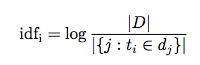 idf_i = log |D| / |{j : t_i ∈ d_j}|